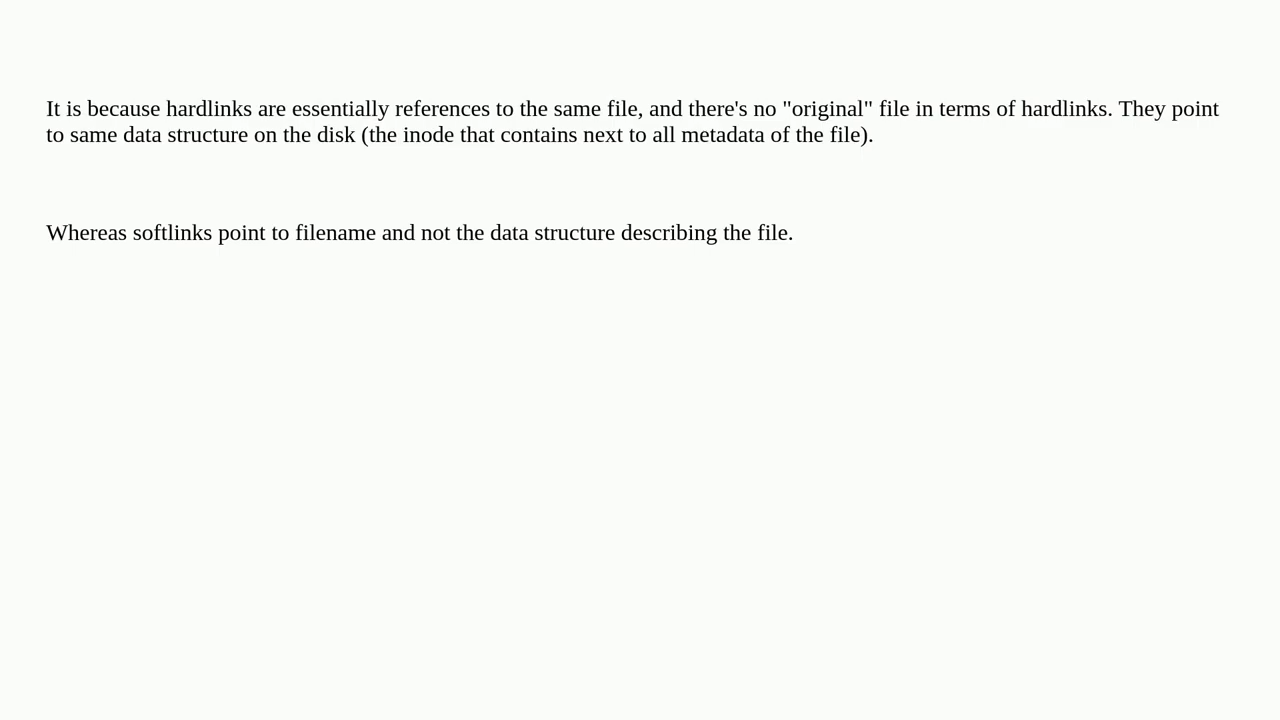 It is because hardlinks are essentially references to the same file, and there's no "original" file in terms of hardlinks. They point
to same data structure on the disk (the inode that contains next to all metadata of the file).
Whereas softlinks point to filename and not the data structure describing the file.